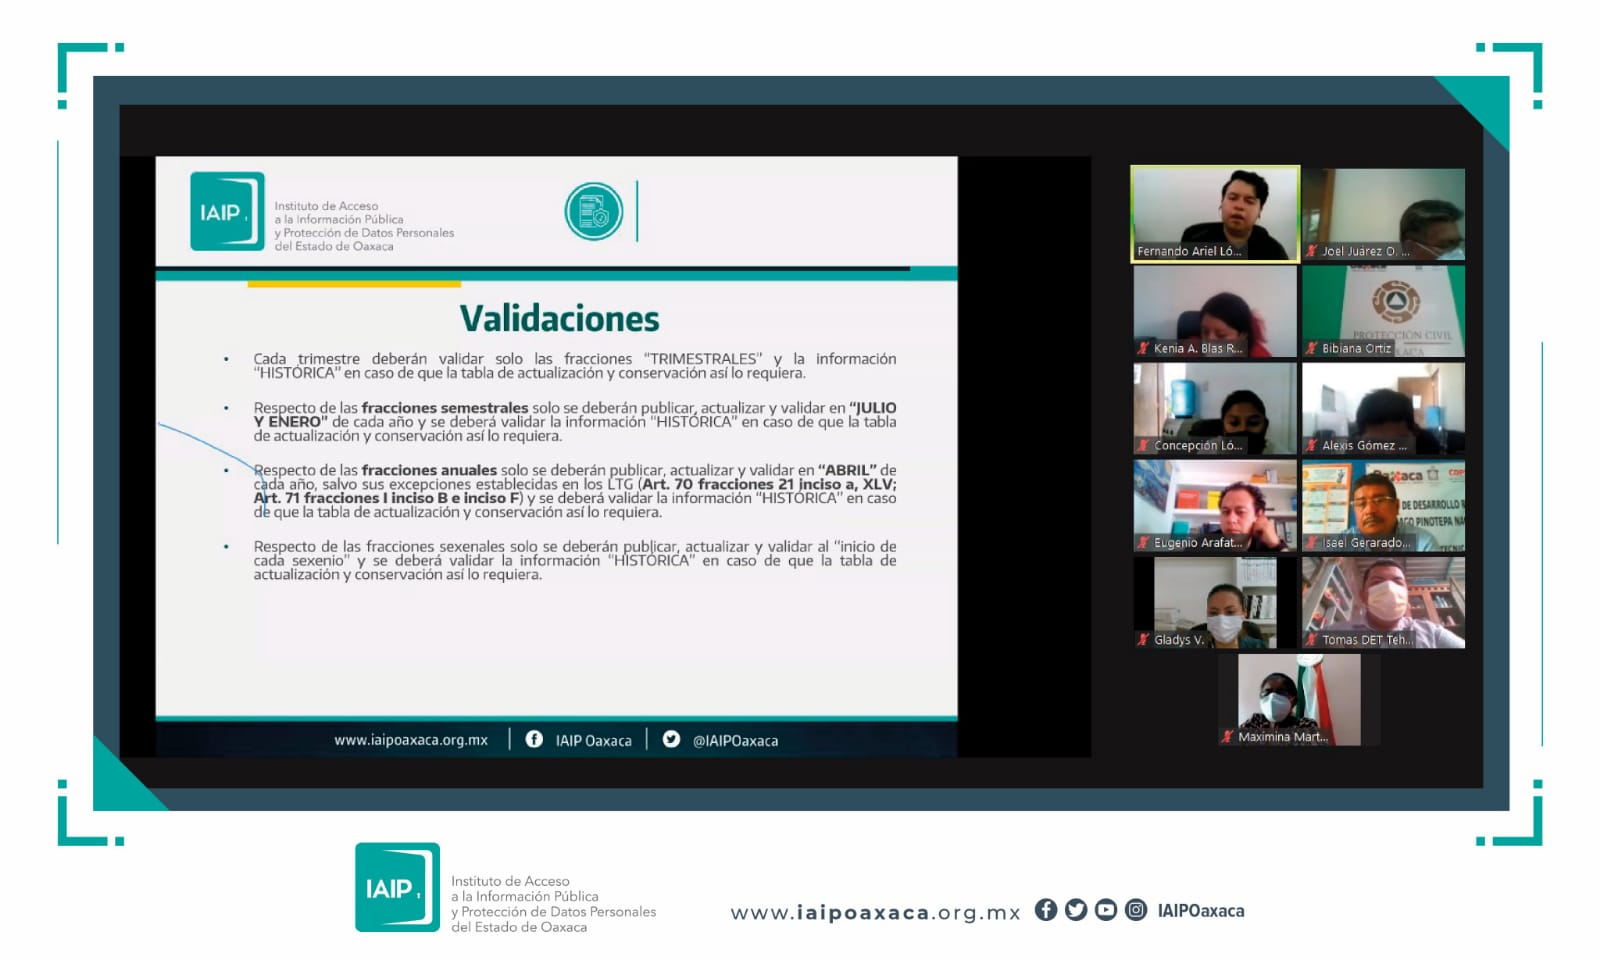 IAIP
Instituto de Acceso
a la Información Pública
y Protección de Datos Personales
del Estado de Oaxaca
Validaciones
• Cada trimestre deberán validar solo las fracciones “TRIMESTRALES” y la información
“HISTÓRICA” en caso de que la tabla de actualización y conservación así lo requiera.
• Respecto de las fracciones semestrales solo se deberán publicar, actualizar y validar en “JULIO
Y ENERO” de cada año y se deberá validar la información “HISTÓRICA” en caso de que la tabla
de actualización y conservación así lo requiera.
• Respecto de las fracciones anuales solo se deberán publicar, actualizar y validar en “ABRIL” de
cada año, salvo sus excepciones establecidas en los LTG (Art. 70 fracciones 21 inciso a, XLV;
Art. 71 fracciones I inciso B e inciso F) y se deberá validar la información “HISTÓRICA” en caso
de que la tabla de actualización y conservación así lo requiera.
• Respecto de las fracciones sexenales solo se deberán publicar, actualizar y validar al “inicio de
cada sexenio” y se deberá validar la información “HISTÓRICA” en caso de que la tabla de
actualización y conservación así lo requiera.
www.iaipoaxaca.org.mx IAIP Oaxaca @IAIPOaxaca
Fernando Ariel Ló...
Joel Juárez O. ...
Kenia A. Blas R...
PROTECCIÓN CIVIL
OAXACA
Bibiana Ortiz
Concepción Ló...
Alexis Gómez ...
Eugenio Arafat...
Oaxaca
DE DESARROLLO R
PINOTEPA NA
Isael Gerarado...
Gladys V.
Tomas DET Teh...
Maximina Mart...
IAIP
Instituto de Acceso
a la Información Pública
y Protección de Datos Personales
del Estado de Oaxaca
www.iaipoaxaca.org.mx IAIPOaxaca